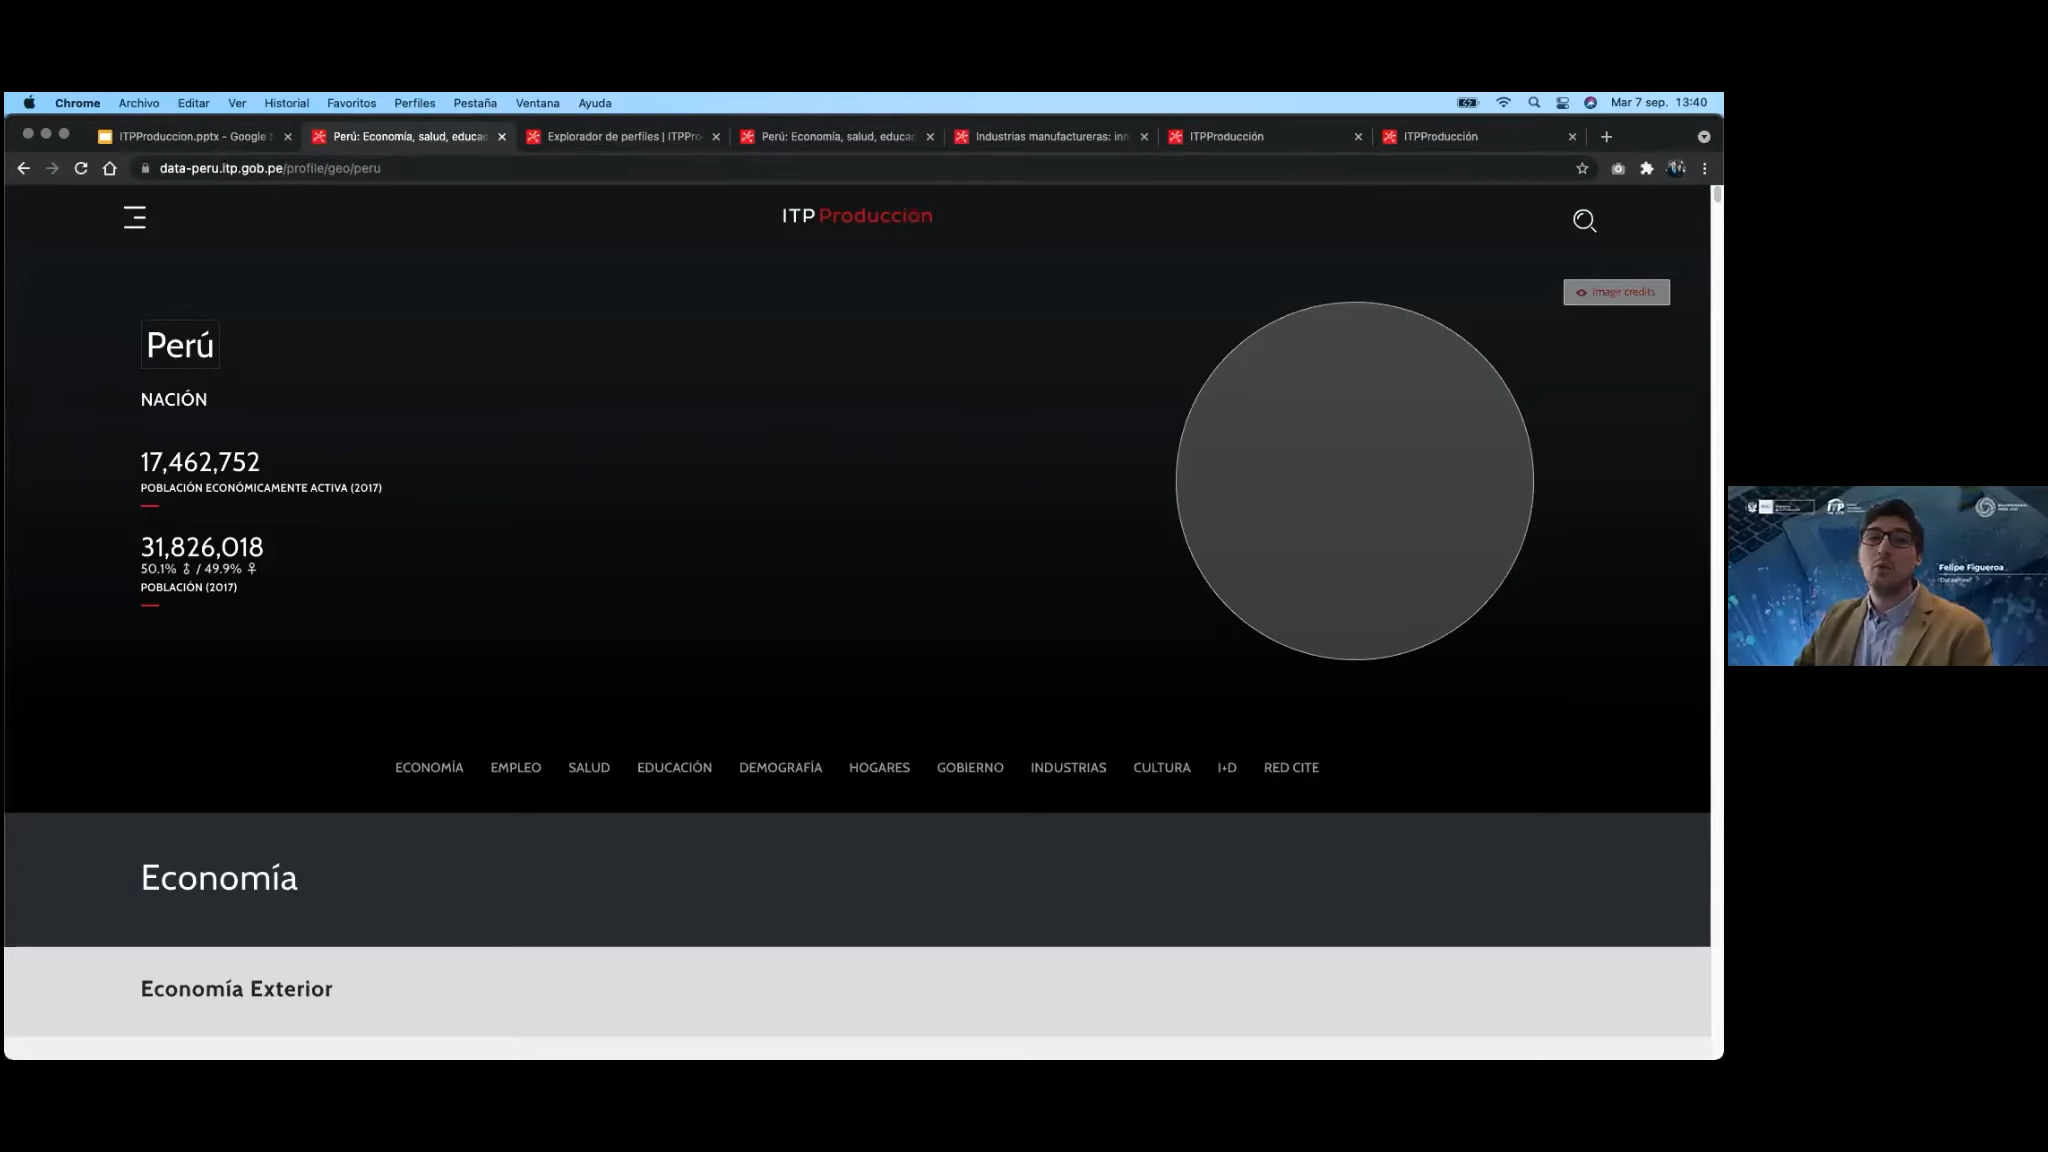 Chrome Archivo Editar Ver Historial Favoritos Perfiles Pestaña Ventana Ayuda
Mar 7 sep. 13:40
ITPProduccion.pptx - Google
Perú: Economía, salud, educac
Explorador de perfiles | ITPPro
Perú: Economía, salud, educac
Industrias manufactureras: inn
ITPProducción
ITPProducción
data-peru.itp.gob.pe/profile/geo/peru
ITP Producción
image credits
Perú
NACIÓN
17,462,752
POBLACIÓN ECONÓMICAMENTE ACTIVA (2017)
31,826,018
50.1% ♂ / 49.9% ♀
POBLACIÓN (2017)
ECONOMÍA EMPLEO SALUD EDUCACIÓN DEMOGRAFÍA HOGARES GOBIERNO INDUSTRIAS CULTURA I+D RED CITE
Economía
Economía Exterior
ITP
Felipe Figueroa
Datawheel